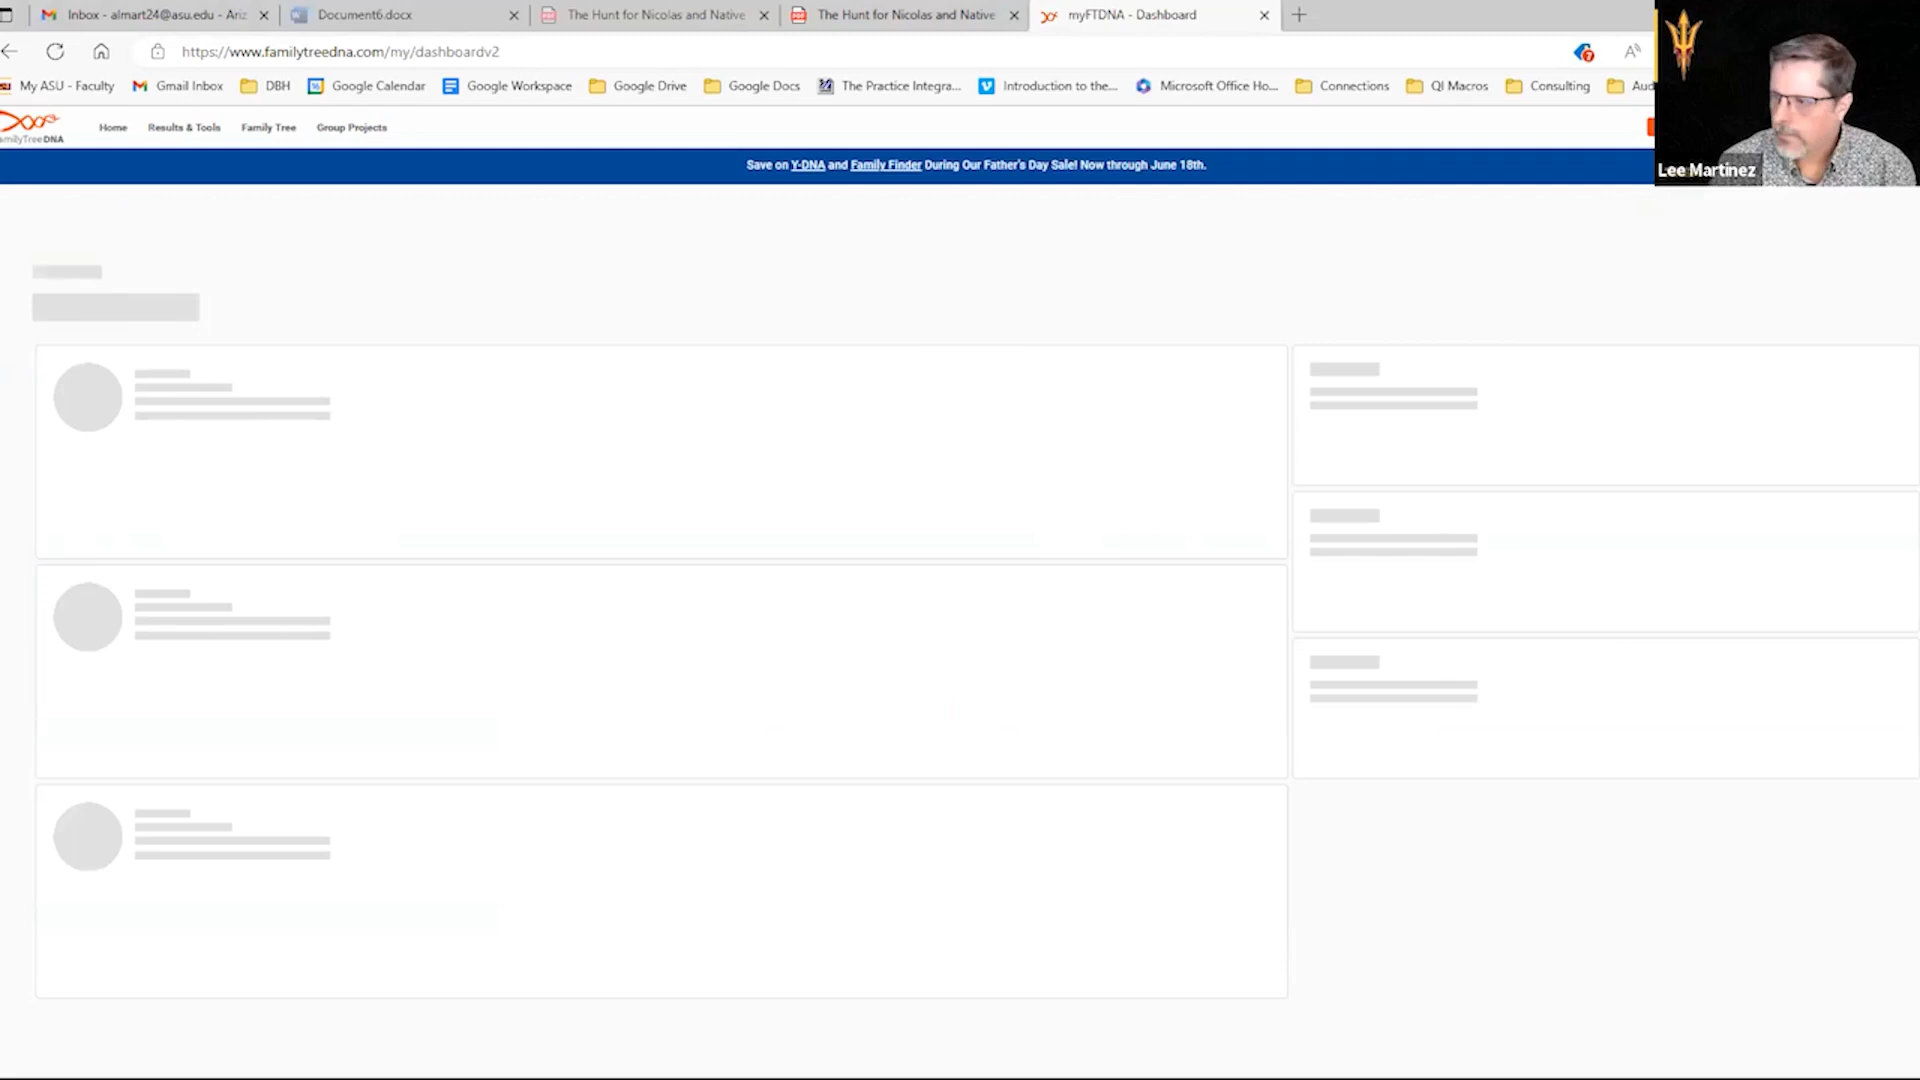 Inbox - almart24@asu.edu - Ariz
Document6.docx
The Hunt for Nicolas and Native
The Hunt for Nicolas and Native
myFTDNA - Dashboard
https://www.familytreedna.com/my/dashboardv2
My ASU - Faculty
Gmail Inbox
DBH
Google Calendar
Google Workspace
Google Drive
Google Docs
The Practice Integra...
Introduction to the...
Microsoft Office Ho...
Connections
QI Macros
Consulting
Aud
amilyTreeDNA
Home
Results & Tools
Family Tree
Group Projects
Save on Y-DNA and Family Finder During Our Father's Day Sale! Now through June 18th.
Lee Martinez